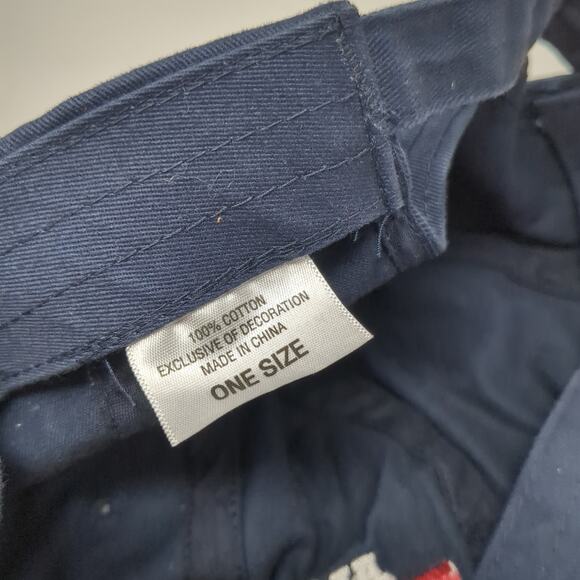 100% COTTON
EXCLUSIVE OF DECORATION
MADE IN CHINA
ONE SIZE